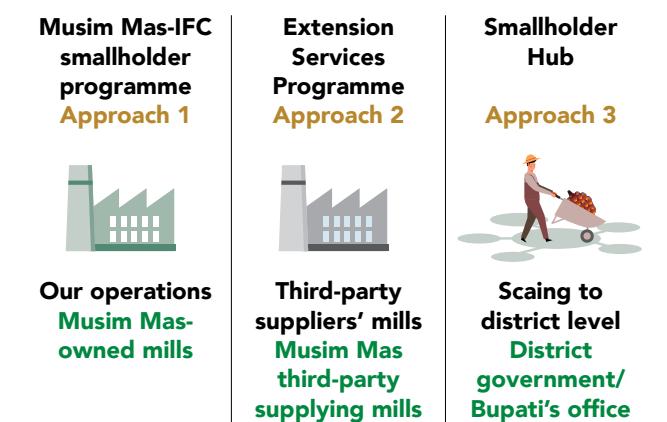 Musim Mas-IFC
smallholder
programme
Approach 1
Our operations
Musim Mas-
owned mills
Extension
Services
Programme
Approach 2
Third-party
suppliers’ mills
Musim Mas
third-party
supplying mills
Smallholder
Hub
Approach 3
Scaing to
district level
District
government/
Bupati’s office